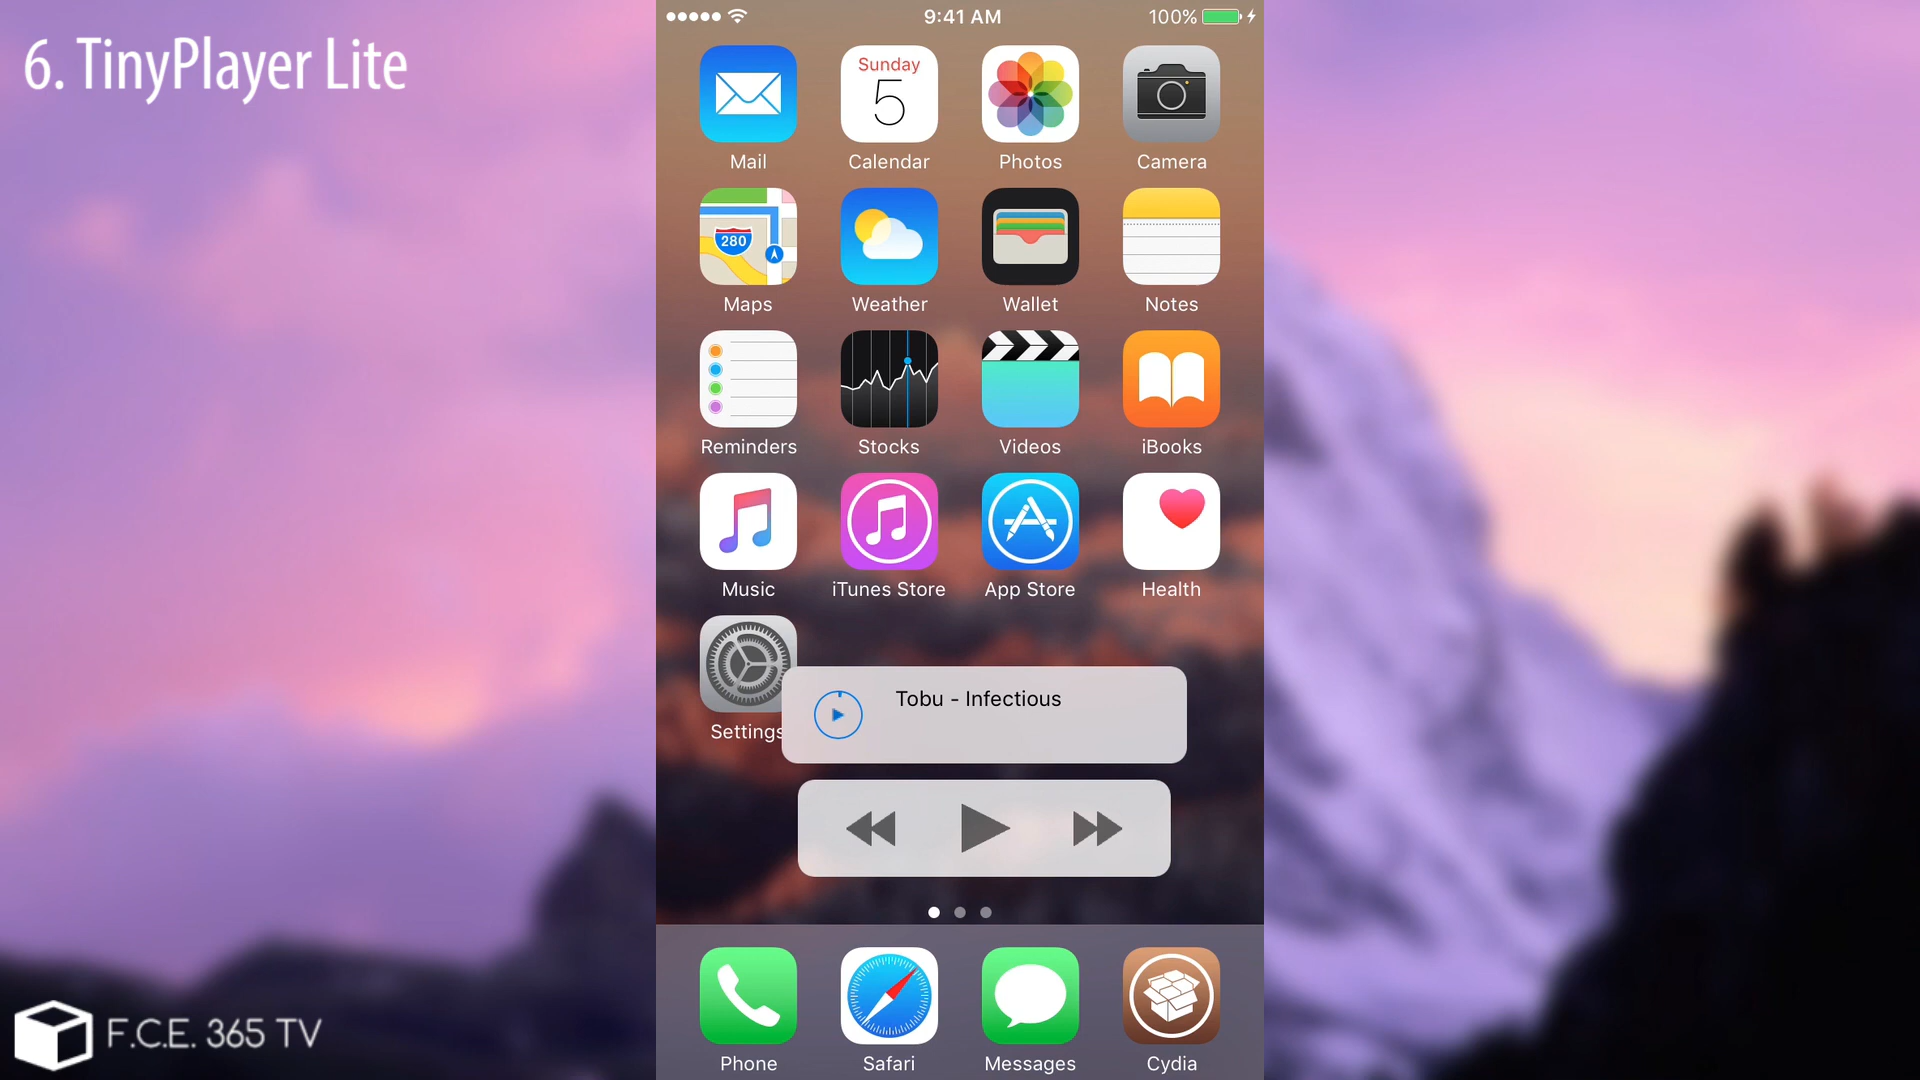 6. TinyPlayer Lite
9:41 AM
100%
Sunday
5
Mail
Calendar
Photos
Camera
280
Maps
Weather
Wallet
Notes
Reminders
Stocks
Videos
iBooks
Music
iTunes Store
App Store
Health
Settings
Tobu - Infectious
Phone
Safari
Messages
Cydia
F.C.E. 365 TV